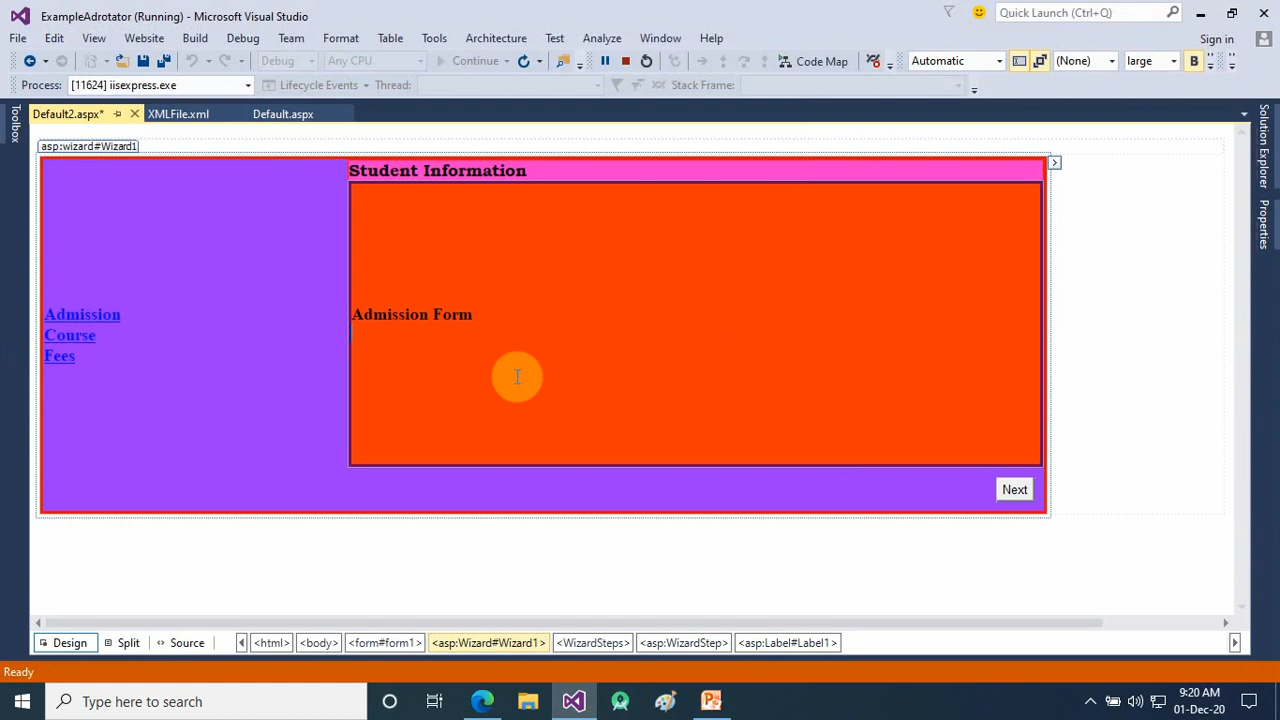 ExampleAdrotator (Running) - Microsoft Visual Studio
Quick Launch (Ctrl+Q)
File Edit View Website Build Debug Team Format Table Tools Architecture Test Analyze Window Help
Sign in
Debug Any CPU Continue Code Map Automatic (None) large B
Process: [11624] iisexpress.exe Lifecycle Events Thread: Stack Frame:
Default2.aspx* XMLFile.xml Default.aspx
Toolbox
Solution Explorer
Properties
asp:wizard#Wizard1
Student Information
Admission
Course
Fees
Admission Form
Next
Design Split Source <html> <body> <form#form1> <asp:Wizard#Wizard1> <WizardSteps> <asp:WizardStep> <asp:Label#Label1>
Ready
Type here to search
9:20 AM
01-Dec-20